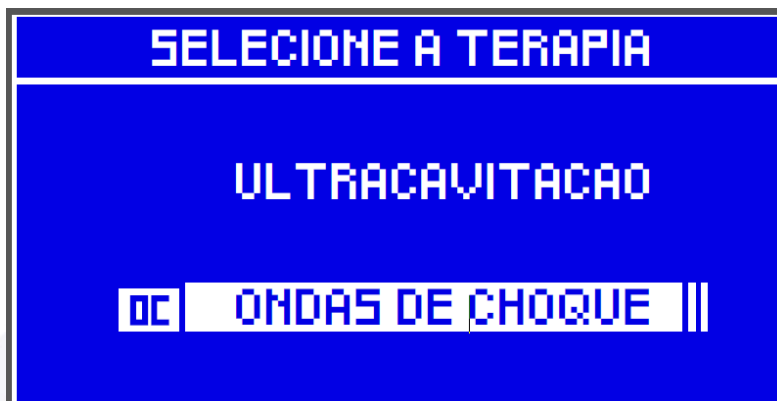 SELECIONE A TERAPIA
ULTRACAVITACAO
OC ONDAS DE CHOQUE